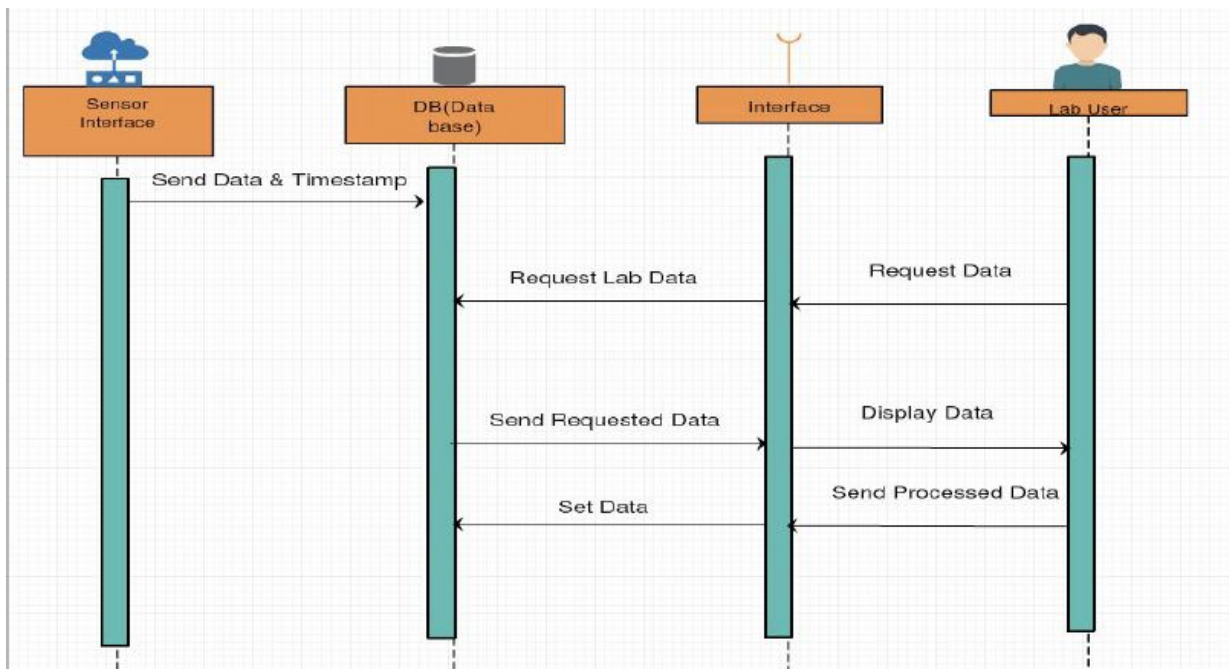 Sensor
Interface
DB(Data
base)
Interface
Lab User
Send Data & Timestamp
Request Lab Data
Request Data
Send Requested Data
Display Data
Set Data
Send Processed Data